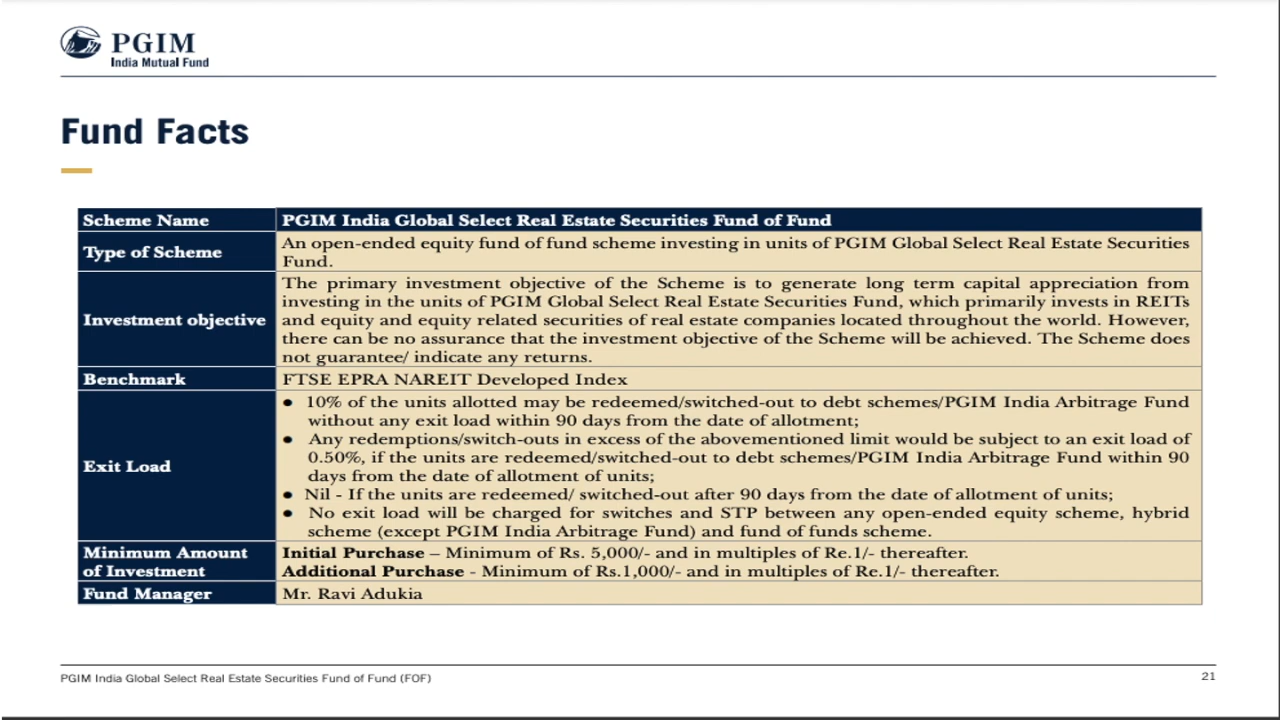 PGIM
India Mutual Fund
Fund Facts
Scheme Name
PGIM India Global Select Real Estate Securities Fund of Fund
Type of Scheme
An open-ended equity fund of fund scheme investing in units of PGIM Global Select Real Estate Securities
Fund.
Investment objective
The primary investment objective of the Scheme is to generate long term capital appreciation from
investing in the units of PGIM Global Select Real Estate Securities Fund, which primarily invests in REITs
and equity and equity related securities of real estate companies located throughout the world. However,
there can be no assurance that the investment objective of the Scheme will be achieved. The Scheme does
not guarantee/ indicate any returns.
Benchmark
FTSE EPRA NAREIT Developed Index
Exit Load
● 10% of the units allotted may be redeemed/switched-out to debt schemes/PGIM India Arbitrage Fund
without any exit load within 90 days from the date of allotment;
● Any redemptions/switch-outs in excess of the abovementioned limit would be subject to an exit load of
0.50%, if the units are redeemed/switched-out to debt schemes/PGIM India Arbitrage Fund within 90
days from the date of allotment of units;
● Nil - If the units are redeemed/ switched-out after 90 days from the date of allotment of units;
● No exit load will be charged for switches and STP between any open-ended equity scheme, hybrid
scheme (except PGIM India Arbitrage Fund) and fund of funds scheme.
Minimum Amount
of Investment
Initial Purchase – Minimum of Rs. 5,000/- and in multiples of Re.1/- thereafter.
Additional Purchase - Minimum of Rs.1,000/- and in multiples of Re.1/- thereafter.
Fund Manager
Mr. Ravi Adukia
PGIM India Global Select Real Estate Securities Fund of Fund (FOF)
21